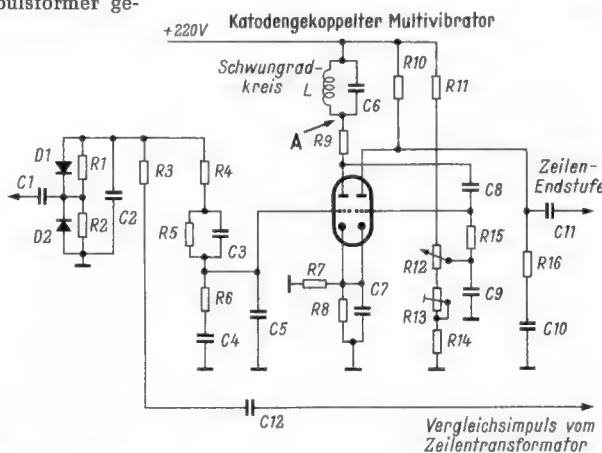 pulsformer ge-
Katodengekoppelter Multivibrator
+220V
Schwungrad-
kreis
L
C6
R10
R11
A
R9
D1
R1
C1
D2
R2
C2
R3
R4
R5
C3
R6
C4
C5
R7
R8
C7
C8
R15
R12
R13
R14
C9
Zeilen-
Endstufe
C11
R16
C10
C12
Vergleichsimpuls vom
Zeilentransformator